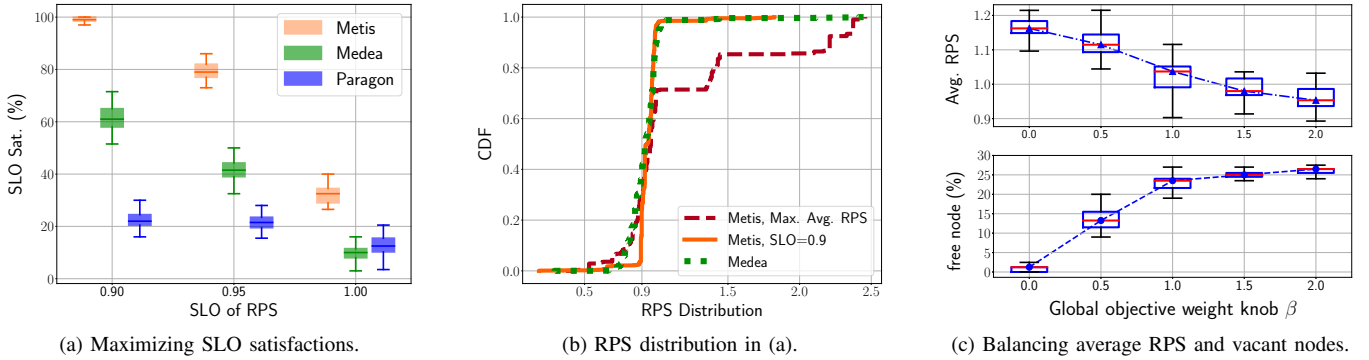 SLO Sat. (%)
100
80
60
40
20
0
Metis
Medea
Paragon
0.90 0.95 1.00
SLO of RPS
(a) Maximizing SLO satisfactions.
CDF
1.0
0.8
0.6
0.4
0.2
0.0
Metis, Max. Avg. RPS
Metis, SLO=0.9
Medea
0.5 0.9 1.5 2.0 2.5
RPS Distribution
(b) RPS distribution in (a).
Avg. RPS
1.2
1.1
1.0
0.9
0.0 0.5 1.0 1.5 2.0
free node (%)
30
25
20
15
10
5
0
0.0 0.5 1.0 1.5 2.0
Global objective weight knob β
(c) Balancing average RPS and vacant nodes.